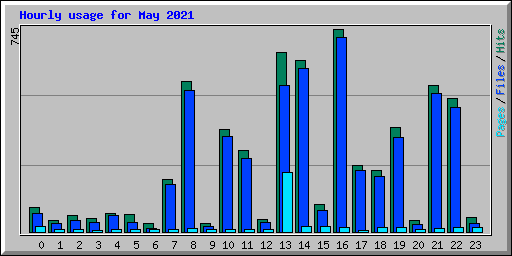 Hourly usage for May 2021
745
Pages / Files / Hits
0 1 2 3 4 5 6 7 8 9 10 11 12 13 14 15 16 17 18 19 20 21 22 23